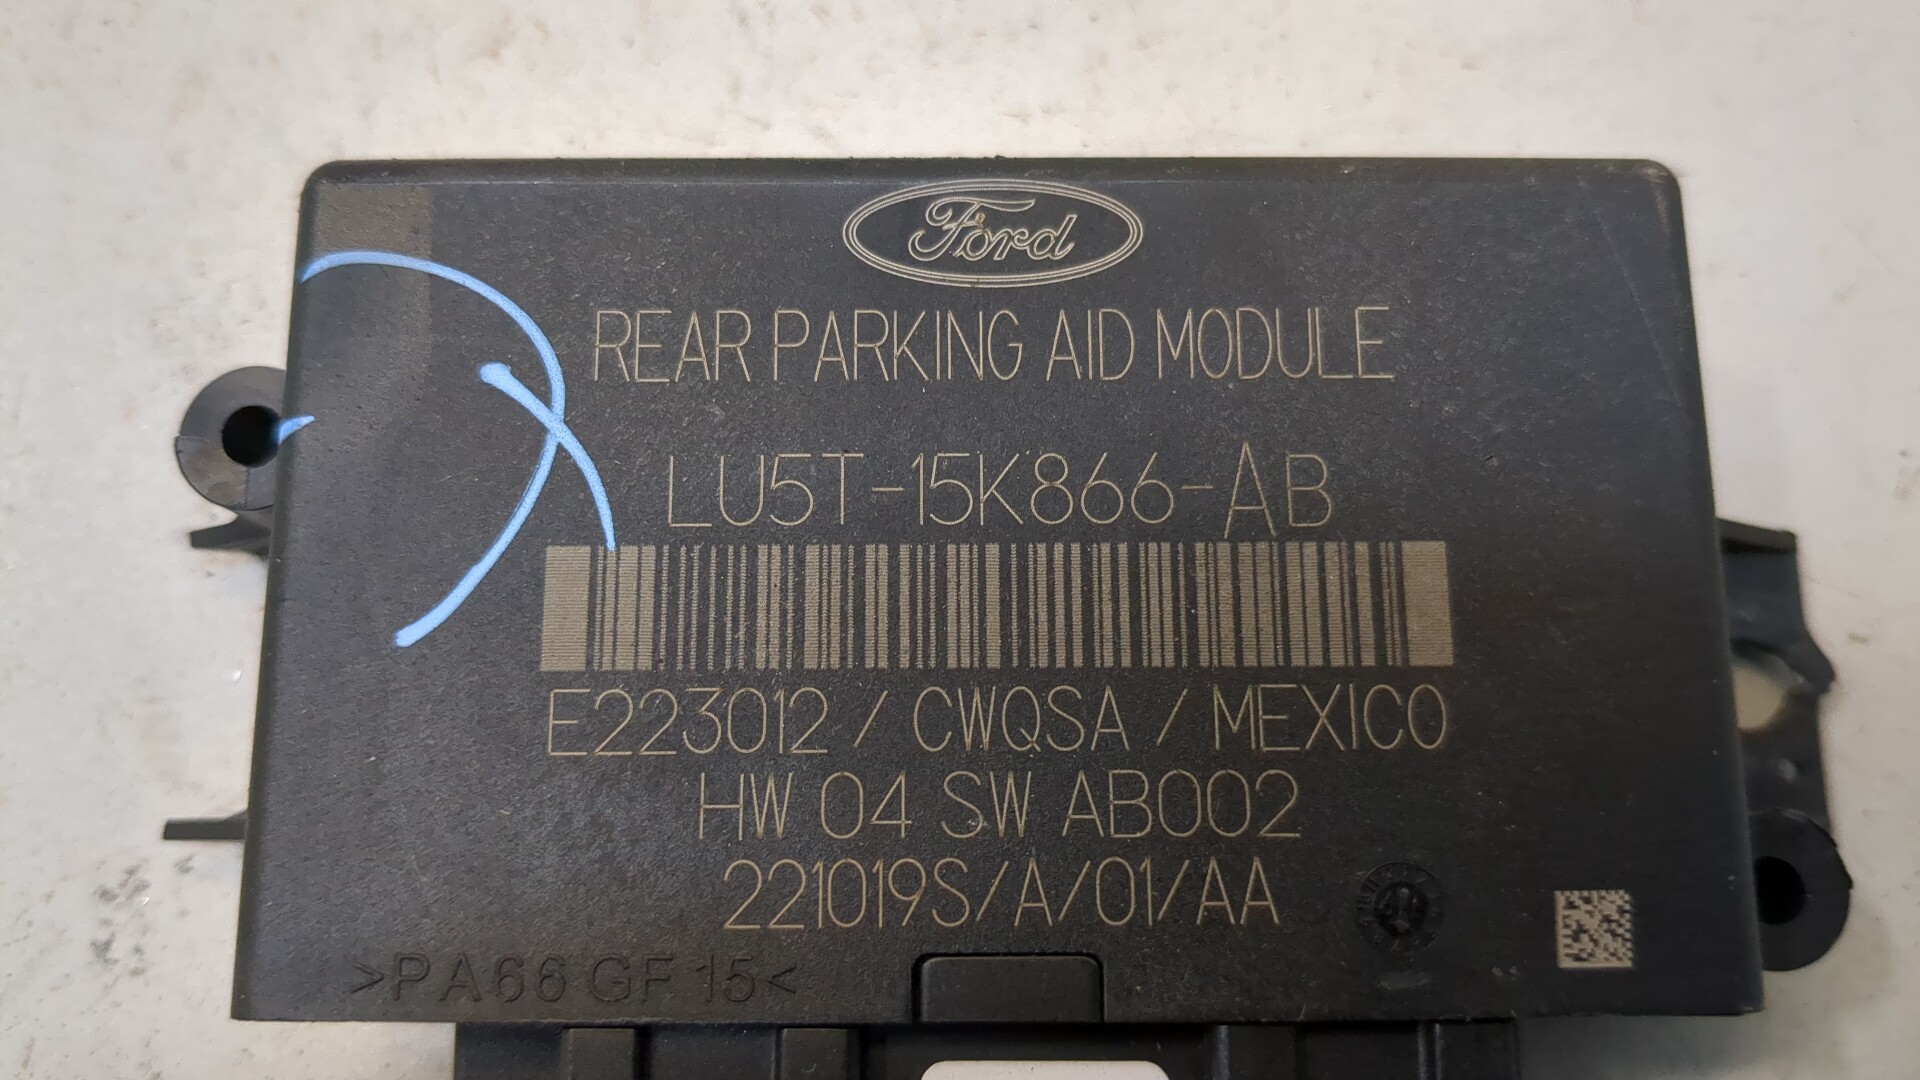 Ford
REAR PARKING AID MODULE
LU5T-15K866-AB
E223012 / CWQSA / MEXICO
HW 04 SW AB002
221019S/A/01/AA
>PA66 GF 15<